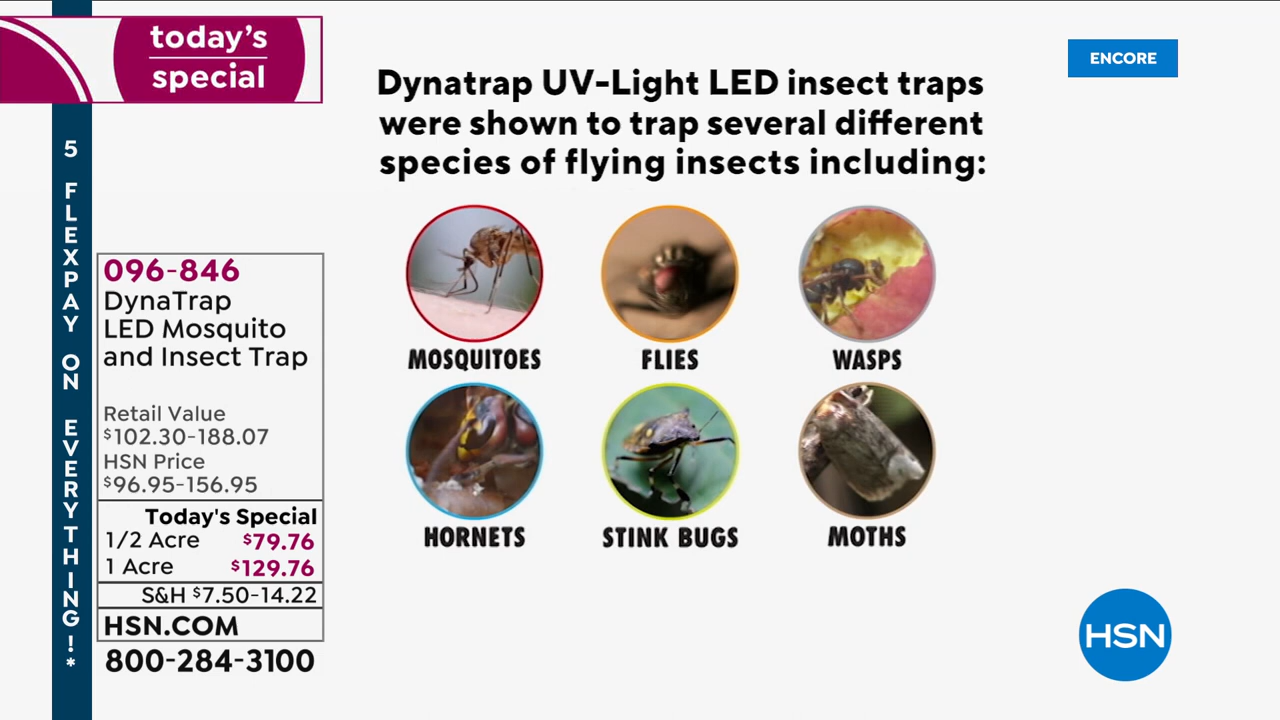 today's
special
ENCORE
Dynatrap UV-Light LED insect traps
were shown to trap several different
species of flying insects including:
5 FLEXPAY ON EVERYTHING!*
MOSQUITOES
FLIES
WASPS
HORNETS
STINK BUGS
MOTHS
096-846
DynaTrap
LED Mosquito
and Insect Trap
Retail Value
$102.30-188.07
HSN Price
$96.95-156.95
Today's Special
1/2 Acre $79.76
1 Acre $129.76
S&H $7.50-14.22
HSN.COM
800-284-3100
HSN